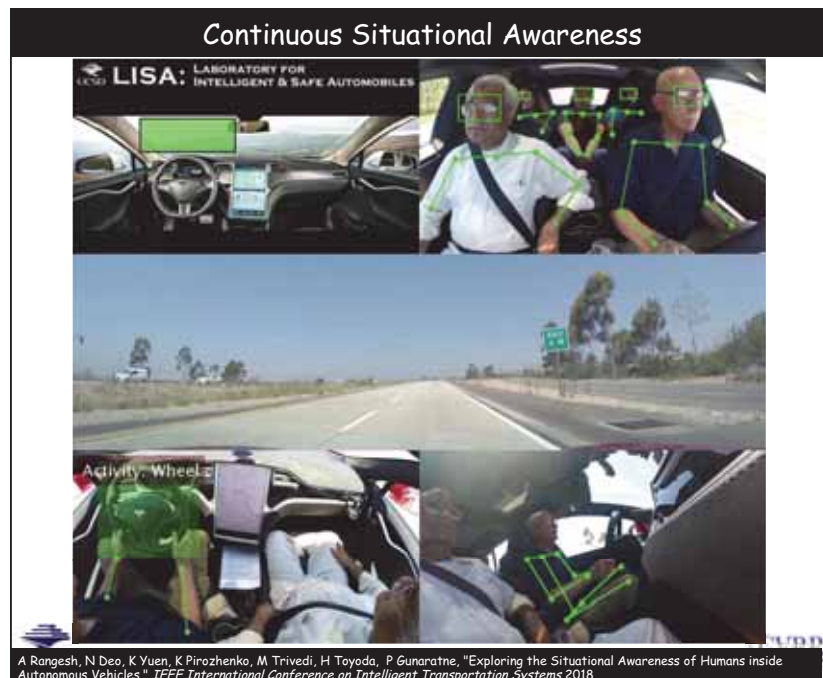 Continuous Situational Awareness
UCSD LISA: LABORATORY FOR
INTELLIGENT & SAFE AUTOMOBILES
Activity: Wheel
A Rangesh, N Deo, K Yuen, K Pirozhenko, M Trivedi, H Toyoda, P Gunaratne, "Exploring the Situational Awareness of Humans inside
Autonomous Vehicles," IEEE International Conference on Intelligent Transportation Systems 2018